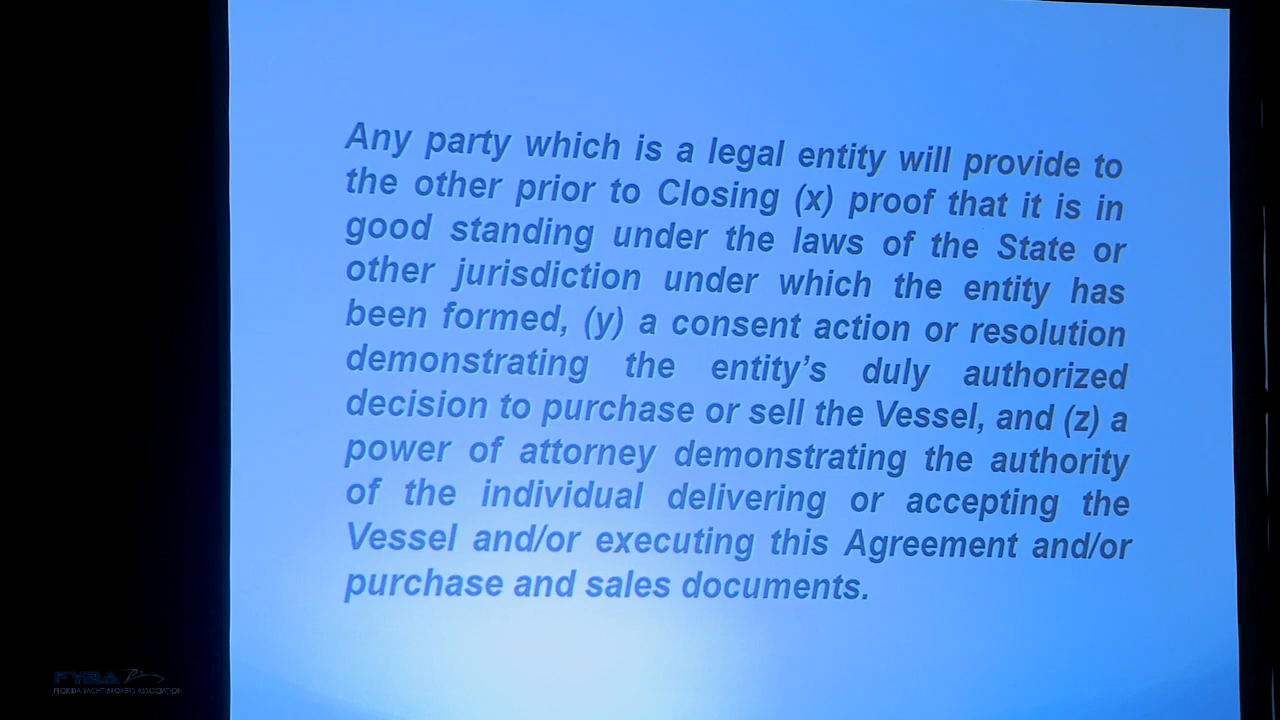 Any party which is a legal entity will provide to
the other prior to Closing (x) proof that it is in
good standing under the laws of the State or
other jurisdiction under which the entity has
been formed, (y) a consent action or resolution
demonstrating the entity’s duly authorized
decision to purchase or sell the Vessel, and (z) a
power of attorney demonstrating the authority
of the individual delivering or accepting the
Vessel and/or executing this Agreement and/or
purchase and sales documents.
FYBA
FLORIDA YACHT BROKERS ASSOCIATION